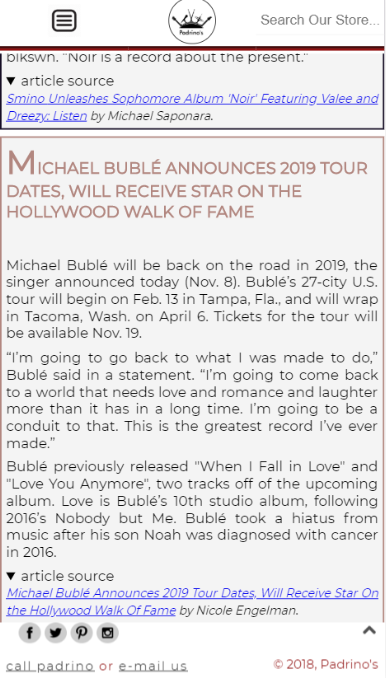 Padrino's
Search Our Store...
blkswn. "Noir is a record about the present."
▼ article source
Smino Unleashes Sophomore Album 'Noir' Featuring Valee and
Dreezy: Listen by Michael Saponara.
MICHAEL BUBLÉ ANNOUNCES 2019 TOUR
DATES, WILL RECEIVE STAR ON THE
HOLLYWOOD WALK OF FAME
Michael Bublé will be back on the road in 2019, the
singer announced today (Nov. 8). Bublé's 27-city U.S.
tour will begin on Feb. 13 in Tampa, Fla., and will wrap
in Tacoma, Wash. on April 6. Tickets for the tour will
be available Nov. 19.
“I'm going to go back to what I was made to do,”
Bublé said in a statement. “I'm going to come back
to a world that needs love and romance and laughter
more than it has in a long time. I'm going to be a
conduit to that. This is the greatest record I've ever
made.”
Bublé previously released "When I Fall in Love" and
"Love You Anymore", two tracks off of the upcoming
album. Love is Bublé's 10th studio album, following
2016's Nobody but Me. Bublé took a hiatus from
music after his son Noah was diagnosed with cancer
in 2016.
▼ article source
Michael Bublé Announces 2019 Tour Dates, Will Receive Star On
the Hollywood Walk Of Fame by Nicole Engelman.
call padrino or e-mail us
© 2018, Padrino's